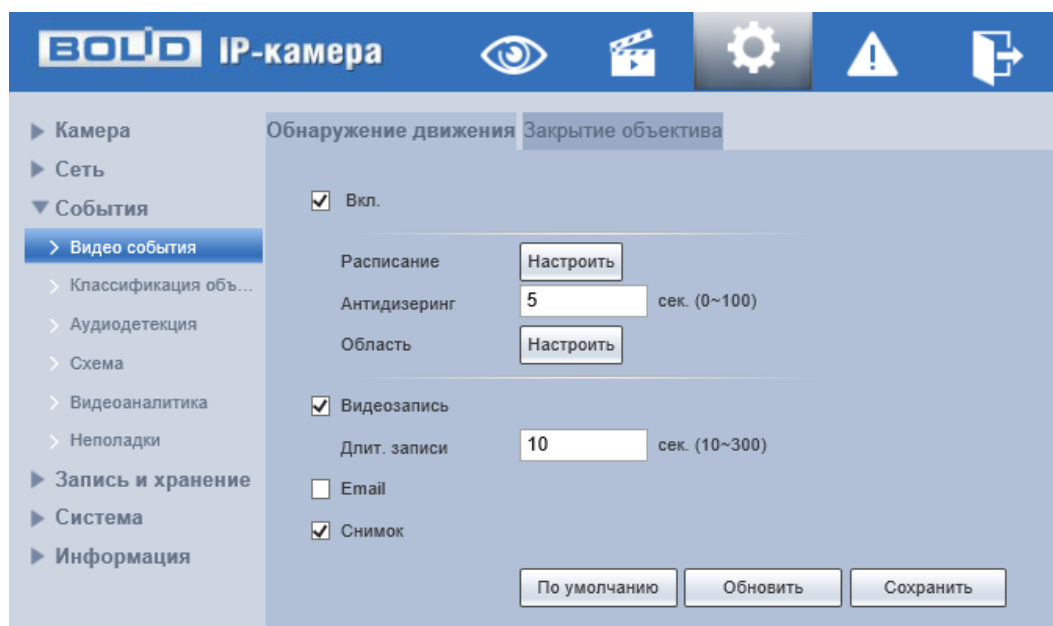 BOLID IP-камера
Камера
Сеть
События
Видео события
Классификация объ...
Аудиодетекция
Схема
Видеоаналитика
Неполадки
Запись и хранение
Система
Информация
Обнаружение движения Закрытие объектива
Вкл.
Расписание Настроить
Антидизеринг 5 сек. (0~100)
Область Настроить
Видеозапись
Длит. записи 10 сек. (10~300)
Email
Снимок
По умолчанию Обновить Сохранить